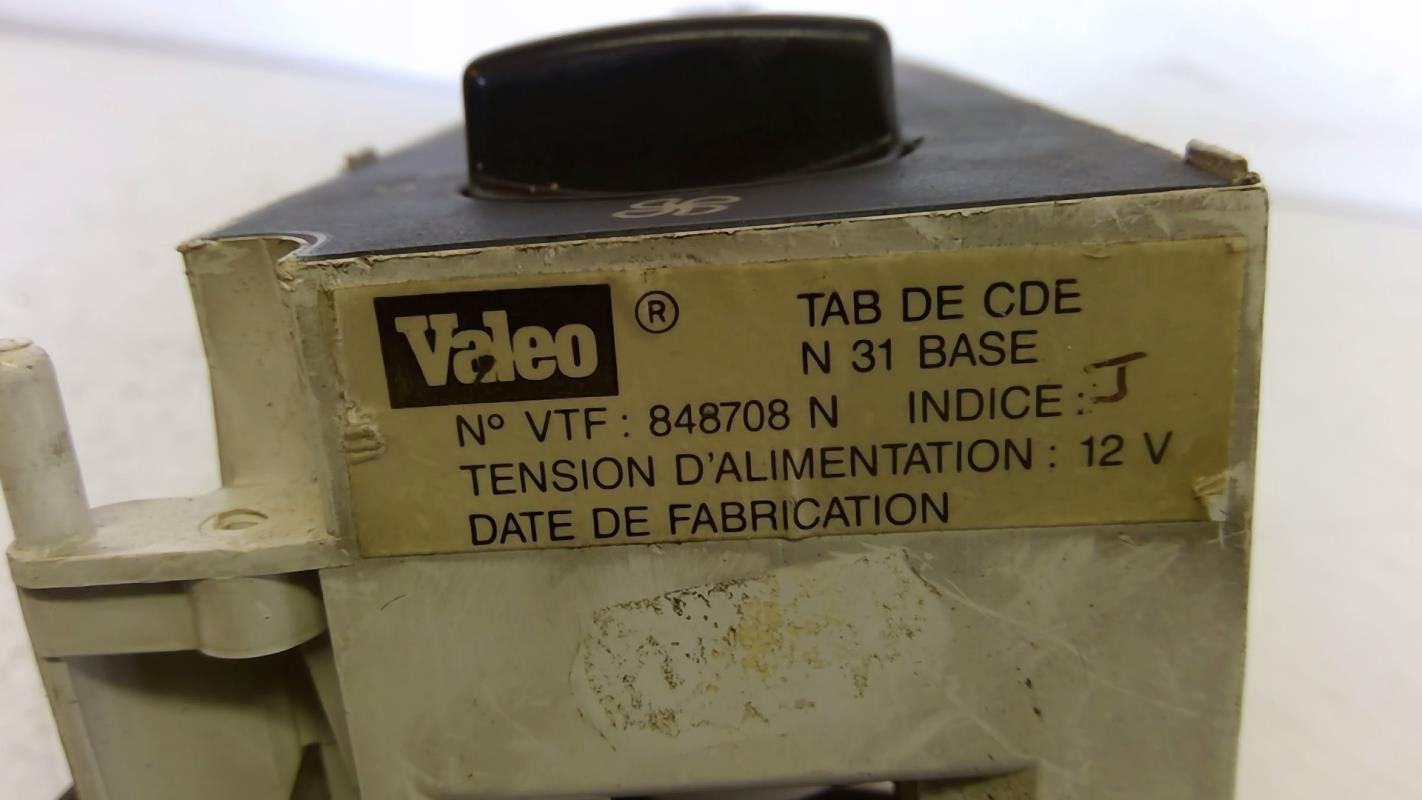 Valeo ® TAB DE CDE
N 31 BASE
N° VTF : 848708 N INDICE : J
TENSION D'ALIMENTATION : 12 V
DATE DE FABRICATION